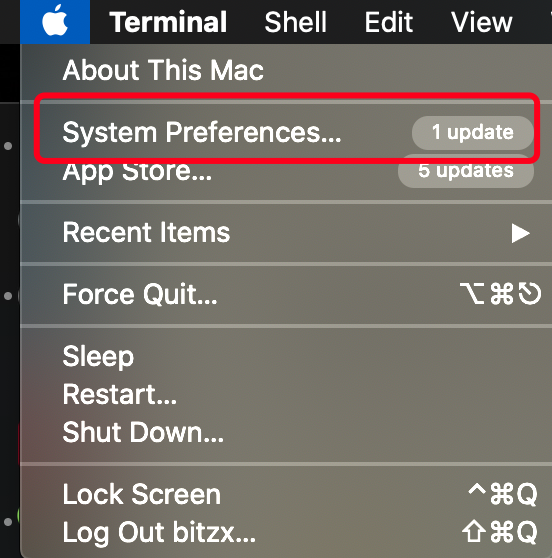 Terminal Shell Edit View
About This Mac
System Preferences... 1 update
App Store... 5 updates
Recent Items ▶
Force Quit... ⌥⌘⎋
Sleep
Restart...
Shut Down...
Lock Screen ^⌘Q
Log Out bitzx... ⇧⌘Q